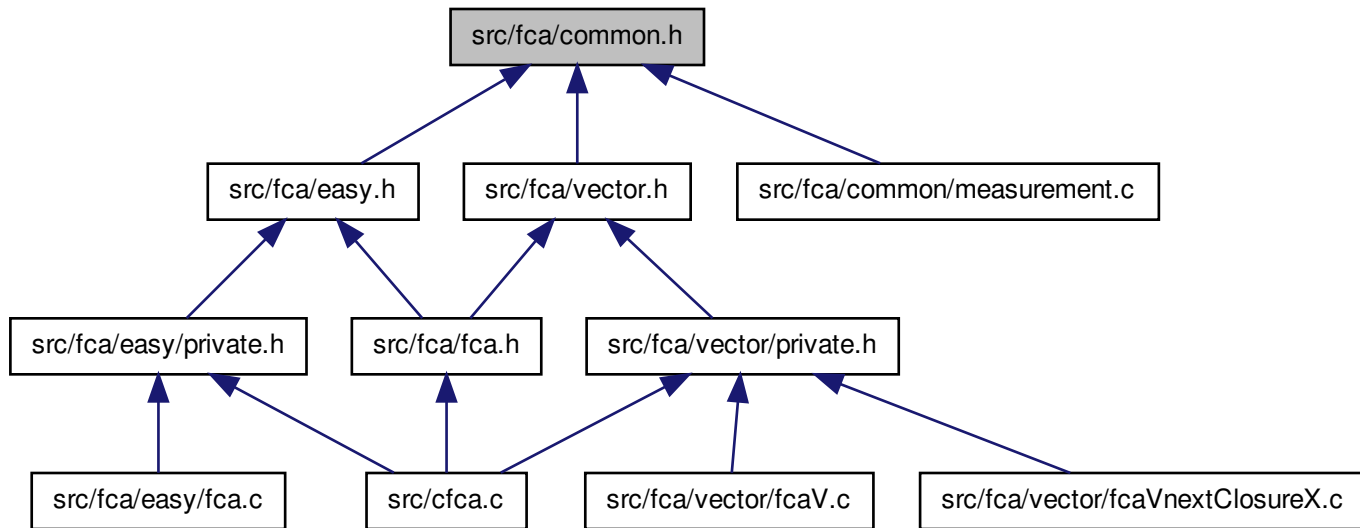 src/fca/common.h
src/fca/easy.h
src/fca/vector.h
src/fca/common/measurement.c
src/fca/easy/private.h
src/fca/fca.h
src/fca/vector/private.h
src/fca/easy/fca.c
src/cfca.c
src/fca/vector/fcaV.c
src/fca/vector/fcaVnextClosureX.c